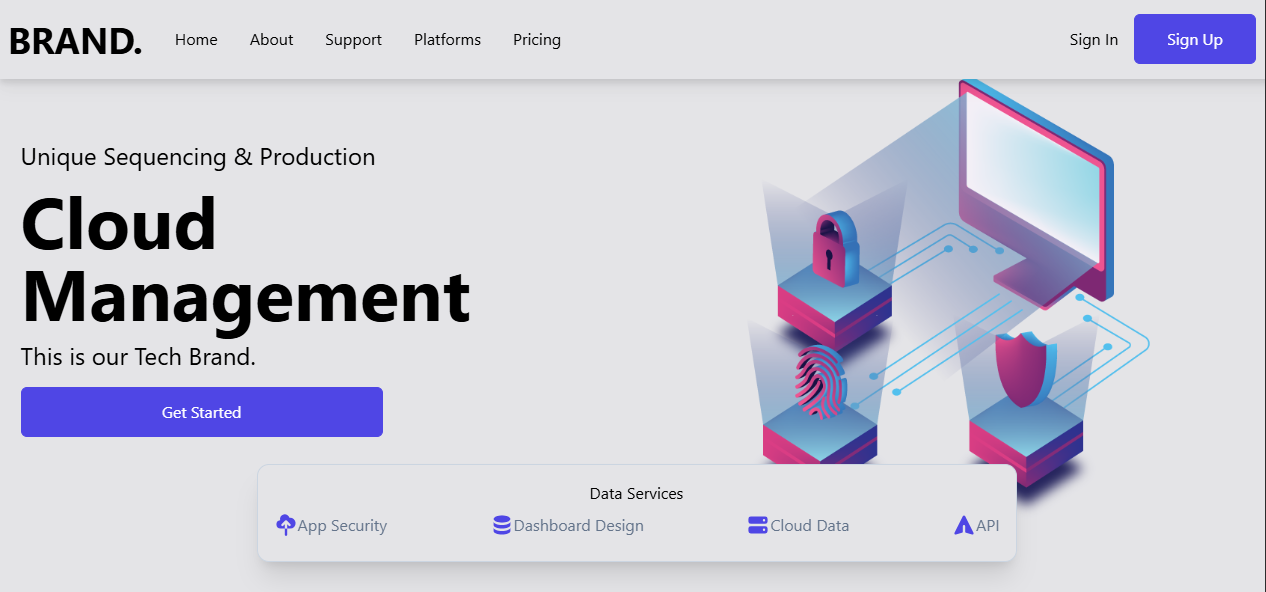 BRAND. Home About Support Platforms Pricing Sign In Sign Up
Unique Sequencing & Production
Cloud
Management
This is our Tech Brand.
Get Started
Data Services
App Security Dashboard Design Cloud Data API